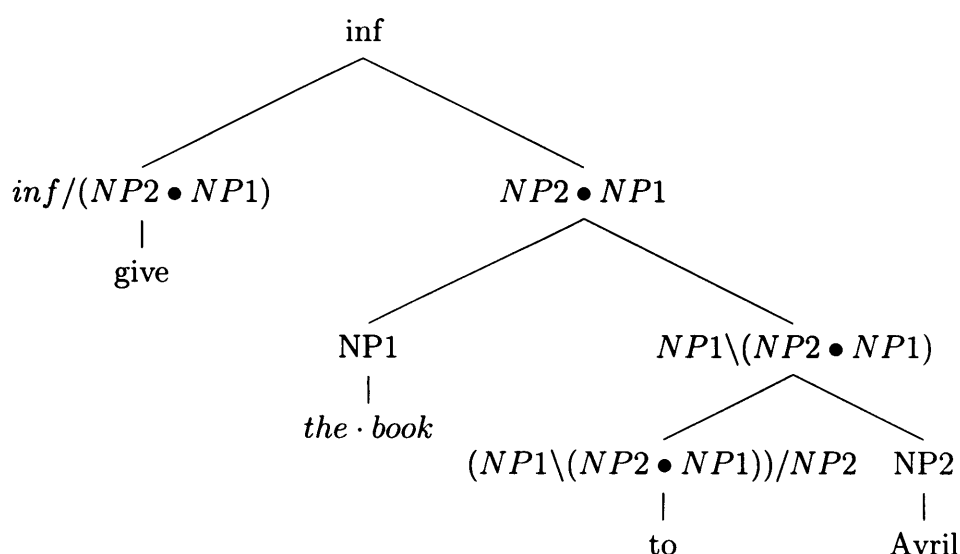 inf
inf/(NP2 • NP1) NP2 • NP1
give
NP1 NP1\(NP2 • NP1)
the · book
(NP1\(NP2 • NP1))/NP2 NP2
to Avril